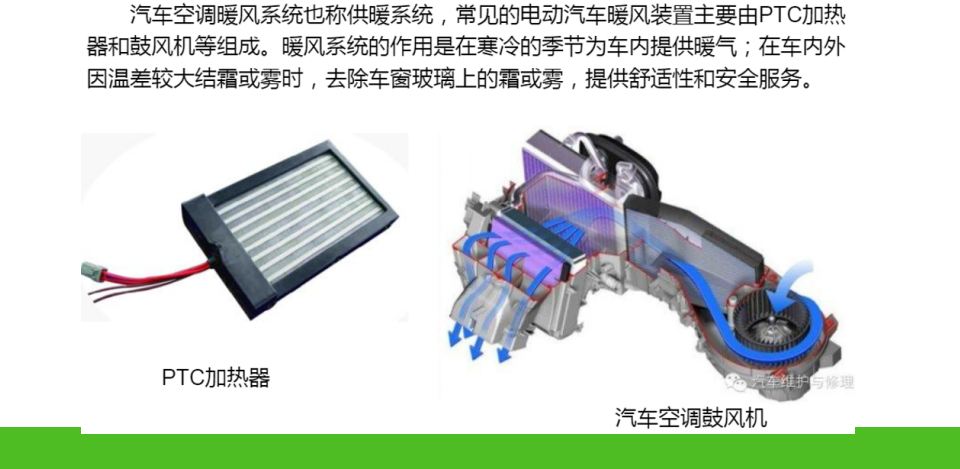 汽车空调暖风系统也称供暖系统，常见的电动汽车暖风装置主要由PTC加热
器和鼓风机等组成。暖风系统的作用是在寒冷的季节为车内提供暖气；在车内外
因温差较大结霜或雾时，去除车窗玻璃上的霜或雾，提供舒适性和安全服务。
PTC加热器
汽车维护与修理
汽车空调鼓风机